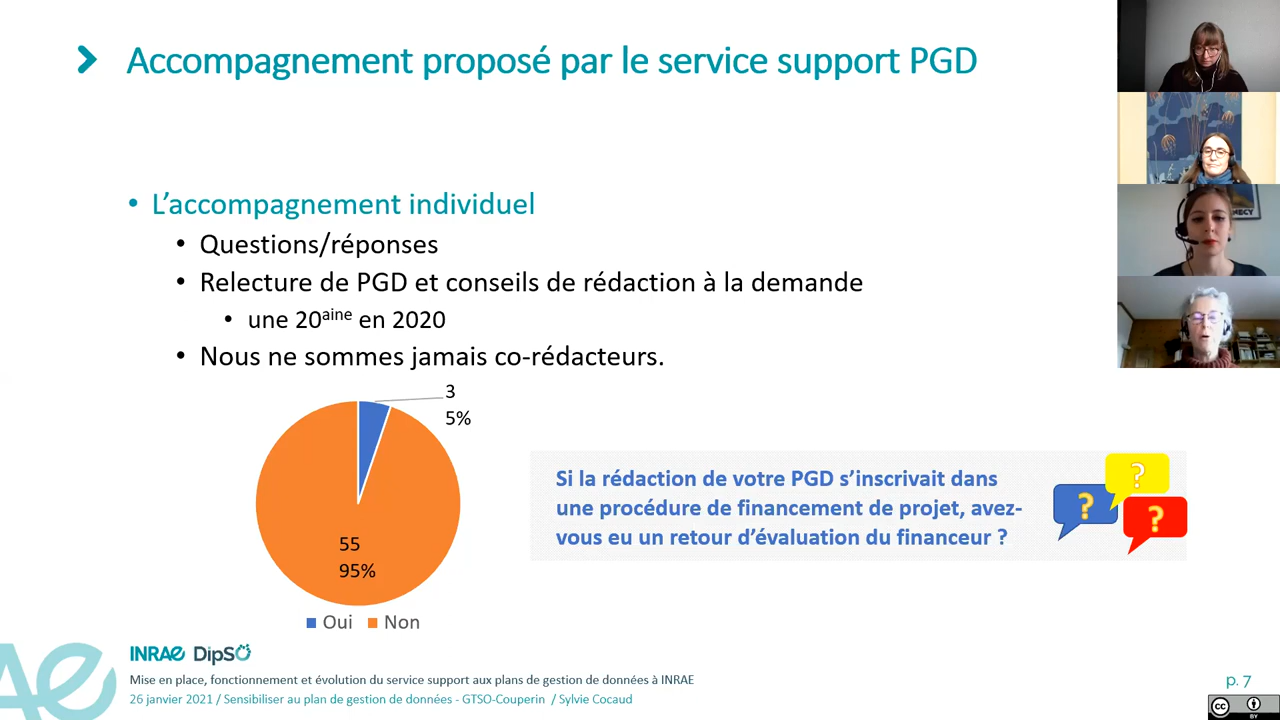 Accompagnement proposé par le service support PGD
• L’accompagnement individuel
• Questions/réponses
• Relecture de PGD et conseils de rédaction à la demande
• une 20aine en 2020
• Nous ne sommes jamais co-rédacteurs.
3
5%
55
95%
Oui Non
Si la rédaction de votre PGD s’inscrivait dans
une procédure de financement de projet, avez-
vous eu un retour d’évaluation du financeur ?
? ? ?
INRAE DipSO
Mise en place, fonctionnement et évolution du service support aux plans de gestion de données à INRAE
26 janvier 2021 / Sensibiliser au plan de gestion de données - GTSO-Couperin / Sylvie Cocaud
p. 7
cc BY
AE
NECY